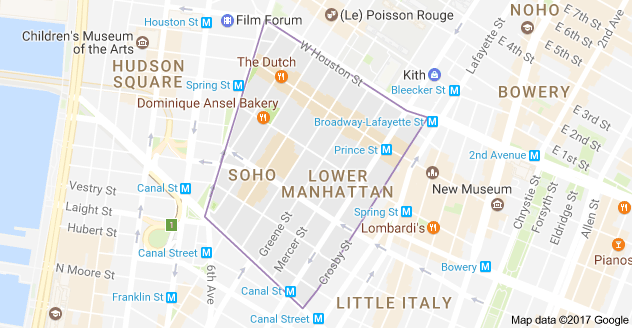 Houston St M
Film Forum
(Le) Poisson Rouge
NOHO
E 7th St
E 6th St
E 5th St
E 4th St
2nd Ave
Children's Museum
of the Arts
The Dutch
W Houston St
Kith
Lafayette St
HUDSON
SQUARE
Spring St M
Bleecker St M
BOWERY
Dominique Ansel Bakery
Broadway-Lafayette St M
E 3rd St
E 2nd St
E 1st St
Prince St M
2nd Avenue M
SOHO
LOWER
MANHATTAN
Canal St M
Vestry St
Laight St
Hubert St
1
New Museum
Spring St M
Lombardi's
Chrystie St
Forsyth St
Eldridge St
Allen St
Greene St
Mercer St
Crosby St
Canal Street M
6th Ave
Bowery M
Pianos
N Moore St
Franklin St M
Canal St M
LITTLE ITALY
Canal Street M
Map data ©2017 Google